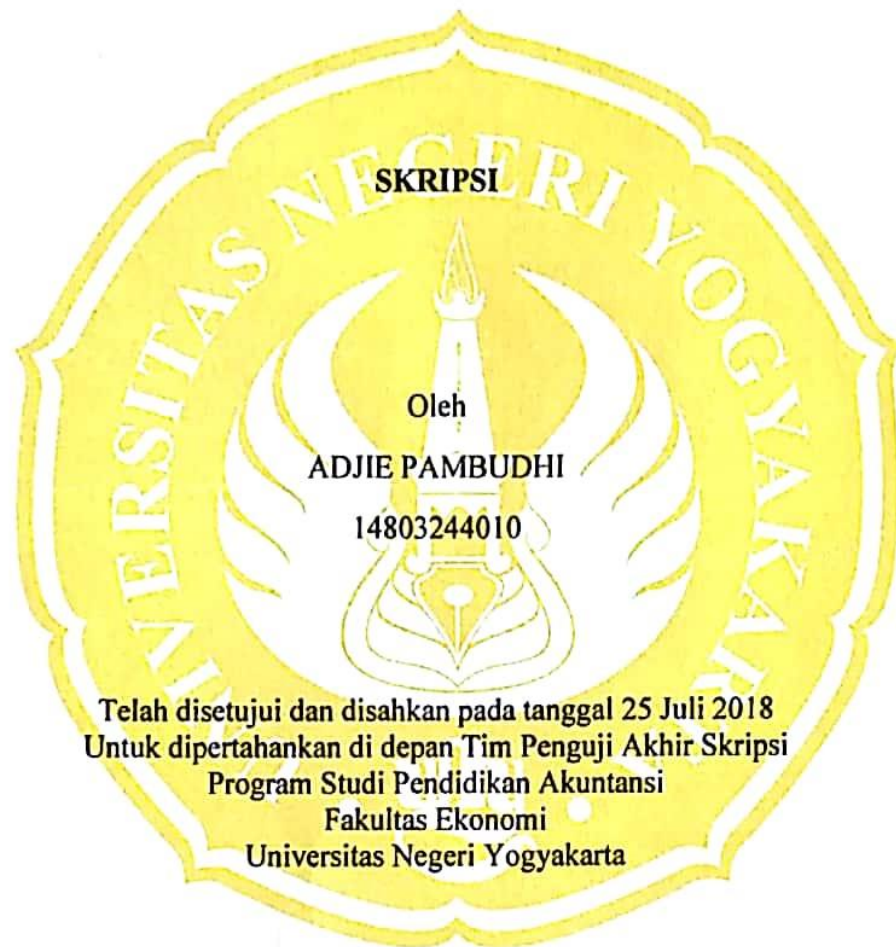 SKRIPSI
UNIVERSITAS NEGERI YOGYAKARTA
Oleh
ADJIE PAMBUDHI
14803244010
Telah disetujui dan disahkan pada tanggal 25 Juli 2018
Untuk dipertahankan di depan Tim Penguji Akhir Skripsi
Program Studi Pendidikan Akuntansi
Fakultas Ekonomi
Universitas Negeri Yogyakarta